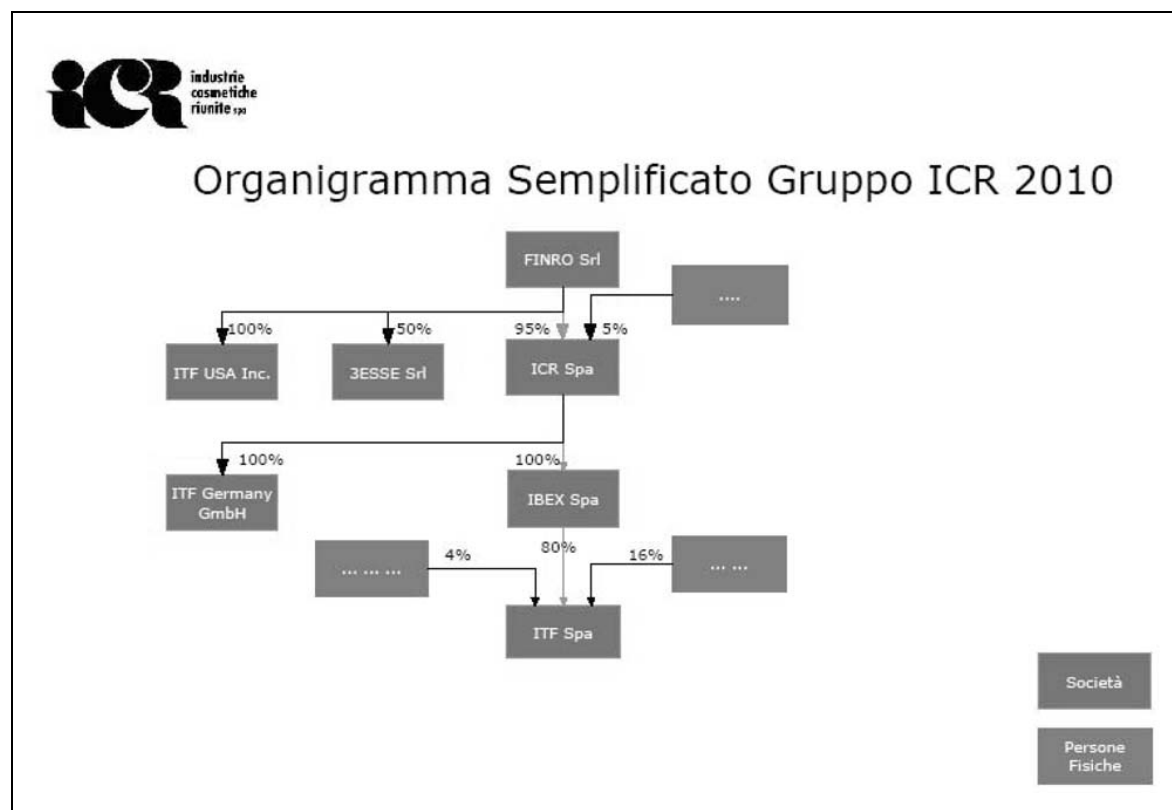 icr
industrie
cosmetiche
riunite spa
Organigramma Semplificato Gruppo ICR 2010
FINRO Srl
....
100%
50%
95%
5%
ITF USA Inc.
3ESSE Srl
ICR Spa
100%
100%
ITF Germany
GmbH
IBEX Spa
... ... ...
4%
80%
16%
... ...
ITF Spa
Società
Persone
Fisiche